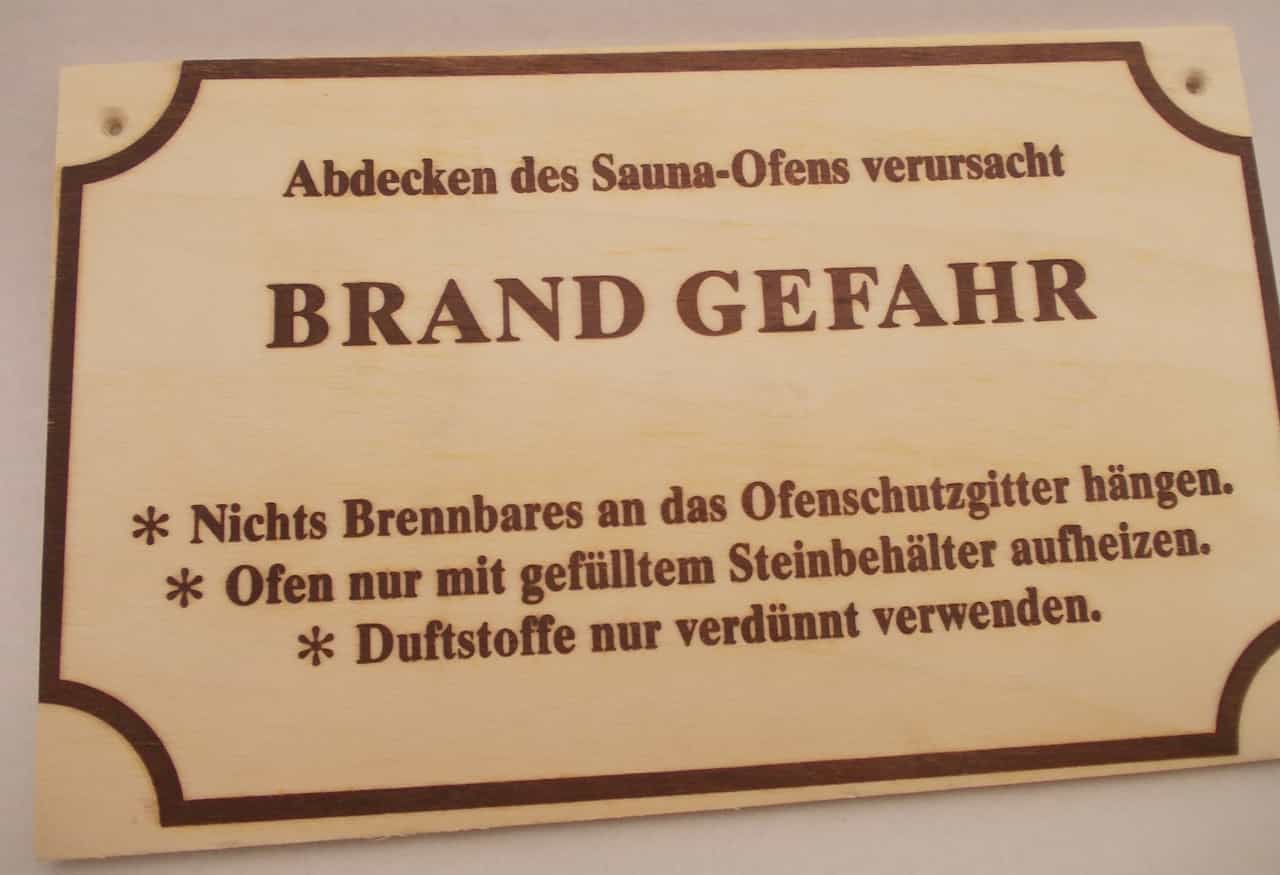 Abdecken des Sauna-Ofens verursacht
BRAND GEFAHR
* Nichts Brennbares an das Ofenschutzgitter hängen.
* Ofen nur mit gefülltem Steinbehälter aufheizen.
* Duftstoffe nur verdünnt verwenden.